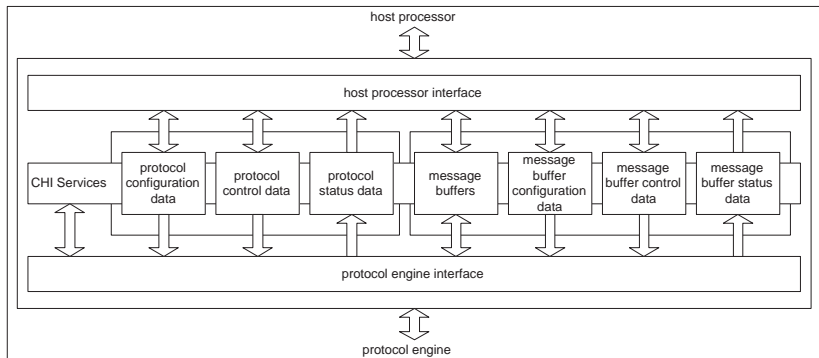 host processor
host processor interface
CHI Services
protocol
configuration
data
protocol
control data
protocol
status data
message
buffers
message
buffer
configuration
data
message
buffer control
data
message
buffer status
data
protocol engine interface
protocol engine